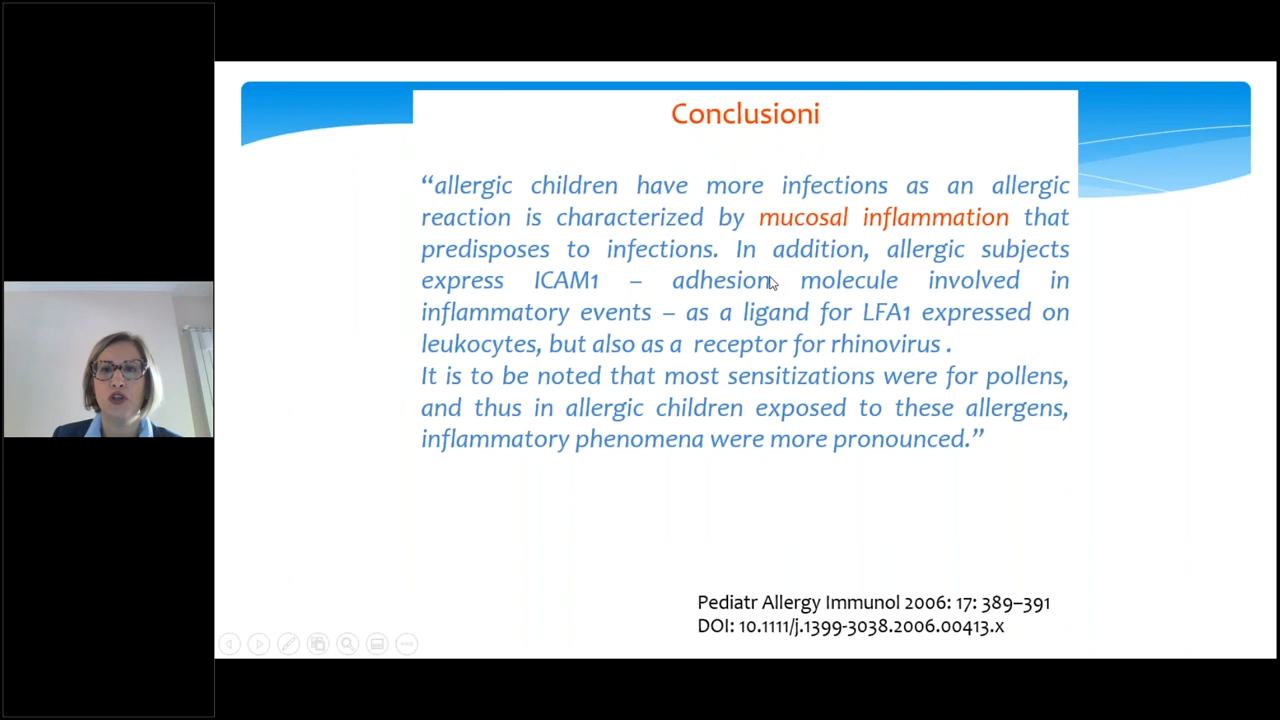 Conclusioni
“allergic children have more infections as an allergic
reaction is characterized by mucosal inflammation that
predisposes to infections. In addition, allergic subjects
express ICAM1 – adhesion molecule involved in
inflammatory events – as a ligand for LFA1 expressed on
leukocytes, but also as a receptor for rhinovirus .
It is to be noted that most sensitizations were for pollens,
and thus in allergic children exposed to these allergens,
inflammatory phenomena were more pronounced.”
Pediatr Allergy Immunol 2006: 17: 389–391
DOI: 10.1111/j.1399-3038.2006.00413.x